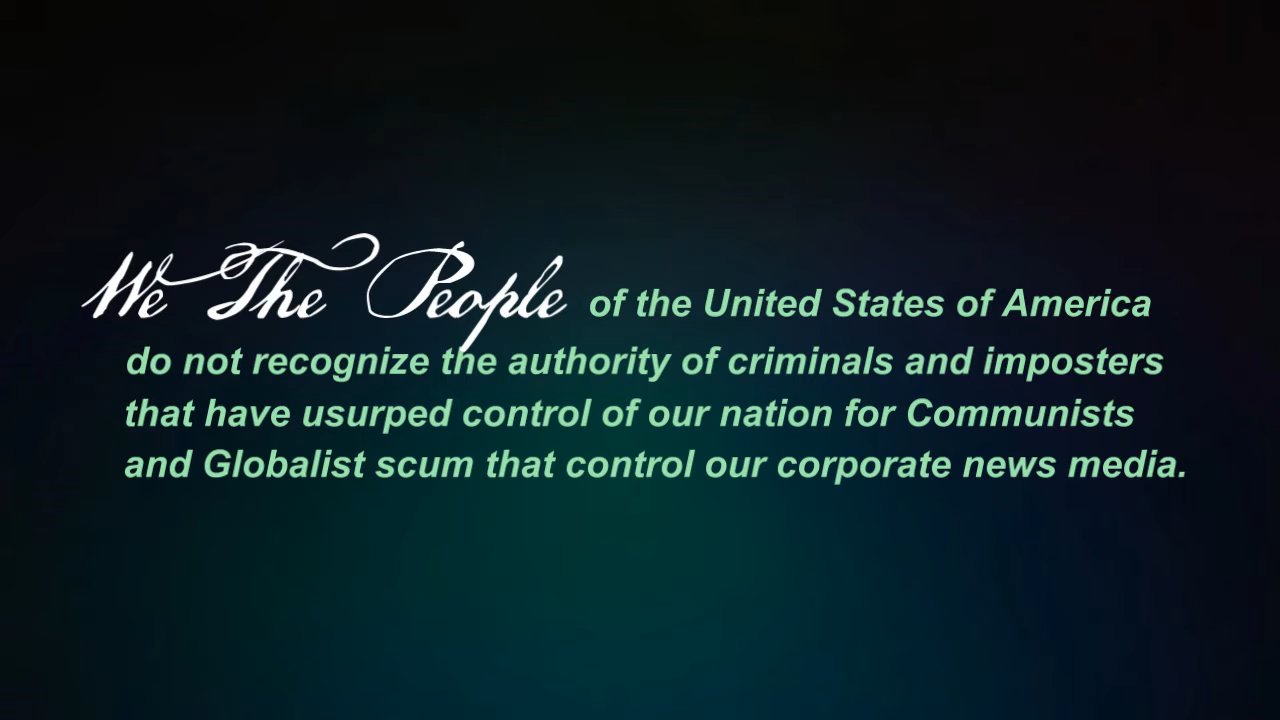 We The People of the United States of America
do not recognize the authority of criminals and imposters
that have usurped control of our nation for Communists
and Globalist scum that control our corporate news media.